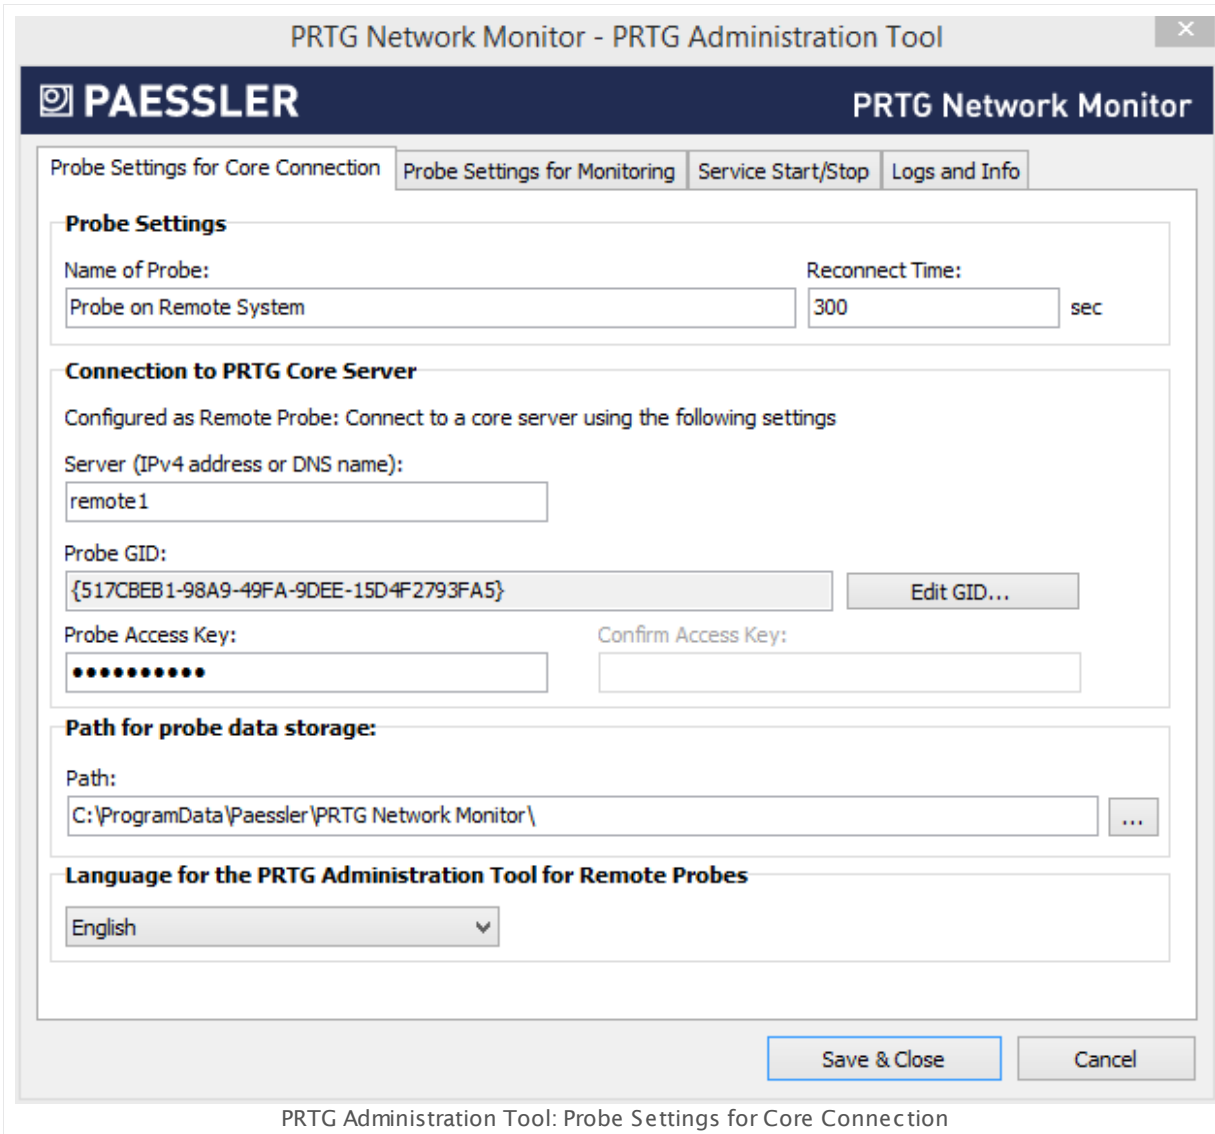 PRTG Network Monitor - PRTG Administration Tool
PAESSLER
PRTG Network Monitor
Probe Settings for Core Connection
Probe Settings for Monitoring
Service Start/Stop
Logs and Info
Probe Settings
Name of Probe:
Reconnect Time:
Probe on Remote System
300
sec
Connection to PRTG Core Server
Configured as Remote Probe: Connect to a core server using the following settings
Server (IPv4 address or DNS name):
remote1
Probe GID:
{517CBEB1-98A9-49FA-9DEE-15D4F2793FA5}
Edit GID...
Probe Access Key:
Confirm Access Key:
●●●●●●●●●●
Path for probe data storage:
Path:
C:\ProgramData\Paessler\PRTG Network Monitor\
...
Language for the PRTG Administration Tool for Remote Probes
English
Save & Close
Cancel
PRTG Administration Tool: Probe Settings for Core Connection